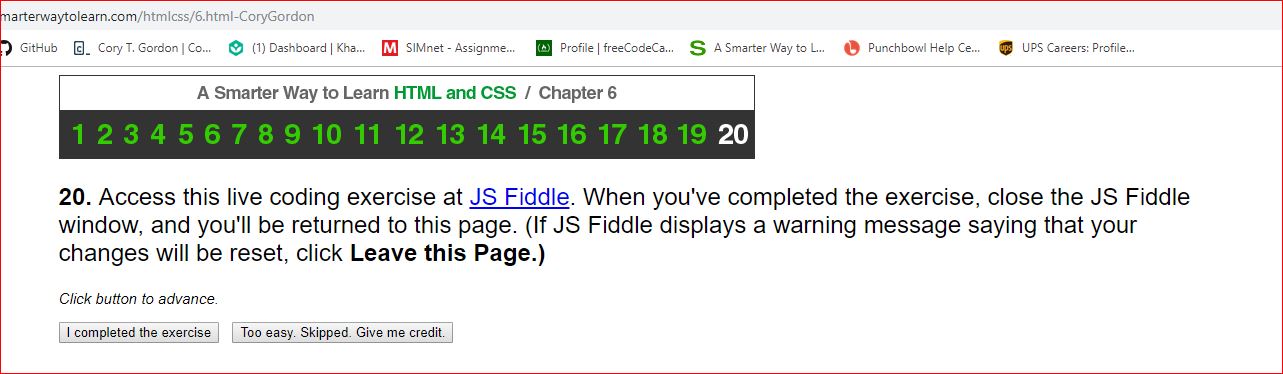 marterwaytolearn.com/htmlcss/6.html-CoryGordon
GitHub Cory T. Gordon | Co... (1) Dashboard | Kha... SIMnet - Assignme... Profile | freeCodeCa... A Smarter Way to L... Punchbowl Help Ce... UPS Careers: Profile...
A Smarter Way to Learn HTML and CSS / Chapter 6
1 2 3 4 5 6 7 8 9 10 11 12 13 14 15 16 17 18 19 20
20. Access this live coding exercise at JS Fiddle. When you've completed the exercise, close the JS Fiddle
window, and you'll be returned to this page. (If JS Fiddle displays a warning message saying that your
changes will be reset, click Leave this Page.)
Click button to advance.
I completed the exercise Too easy. Skipped. Give me credit.